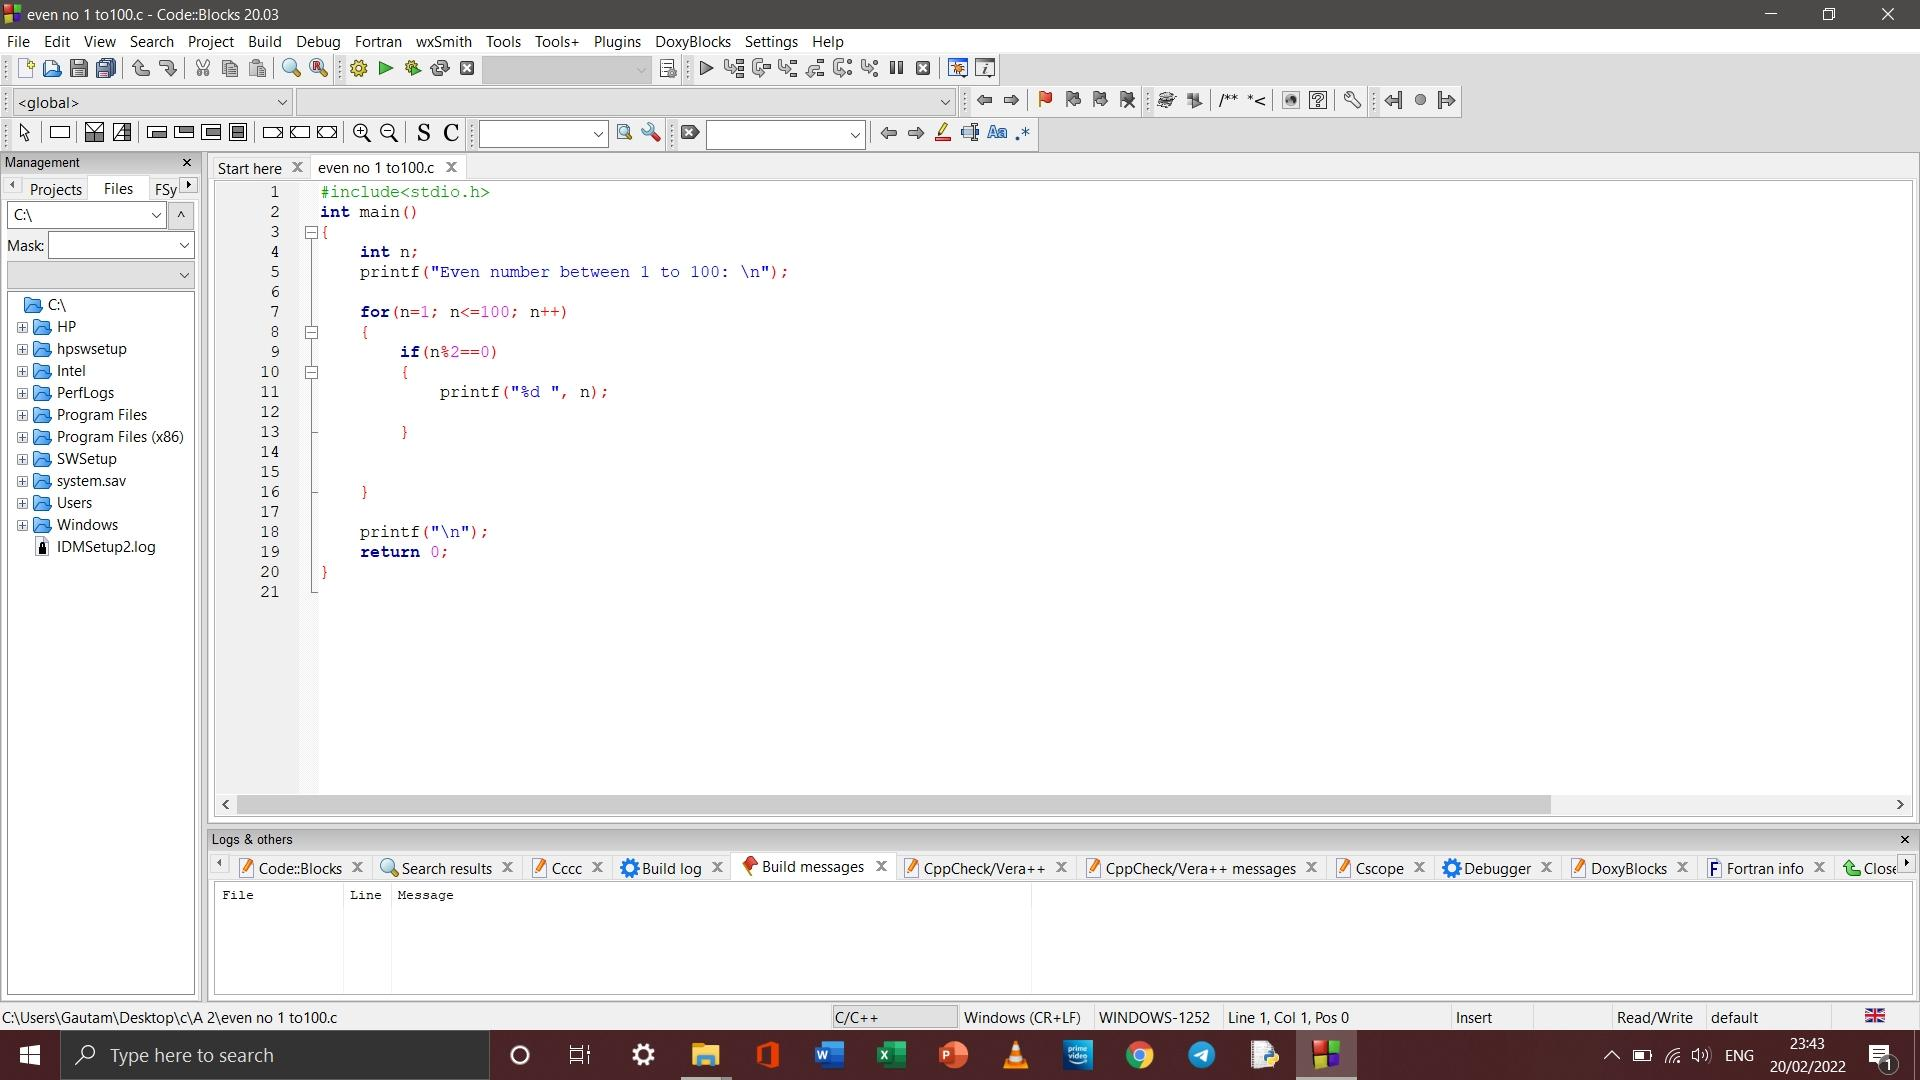 even no 1 to100.c - Code::Blocks 20.03
File Edit View Search Project Build Debug Fortran wxSmith Tools Tools+ Plugins DoxyBlocks Settings Help
<global>
/** *<
S C
Aa .*
Management
Projects Files FSy
C:\
Mask:
C:\
HP
hpswsetup
Intel
PerfLogs
Program Files
Program Files (x86)
SWSetup
system.sav
Users
Windows
IDMSetup2.log
Start here even no 1 to100.c
1 #include<stdio.h>
2 int main()
3 {
4 int n;
5 printf("Even number between 1 to 100: \n");
6
7 for(n=1; n<=100; n++)
8 {
9 if(n%2==0)
10 {
11 printf("%d ", n);
12
13 }
14
15
16 }
17
18 printf("\n");
19 return 0;
20 }
21
Logs & others
Code::Blocks Search results Cccc Build log Build messages CppCheck/Vera++ CppCheck/Vera++ messages Cscope Debugger DoxyBlocks Fortran info Close
File Line Message
C:\Users\Gautam\Desktop\c\A 2\even no 1 to100.c C/C++ Windows (CR+LF) WINDOWS-1252 Line 1, Col 1, Pos 0 Insert Read/Write default
Type here to search
prime video
ENG
23:43
20/02/2022
1